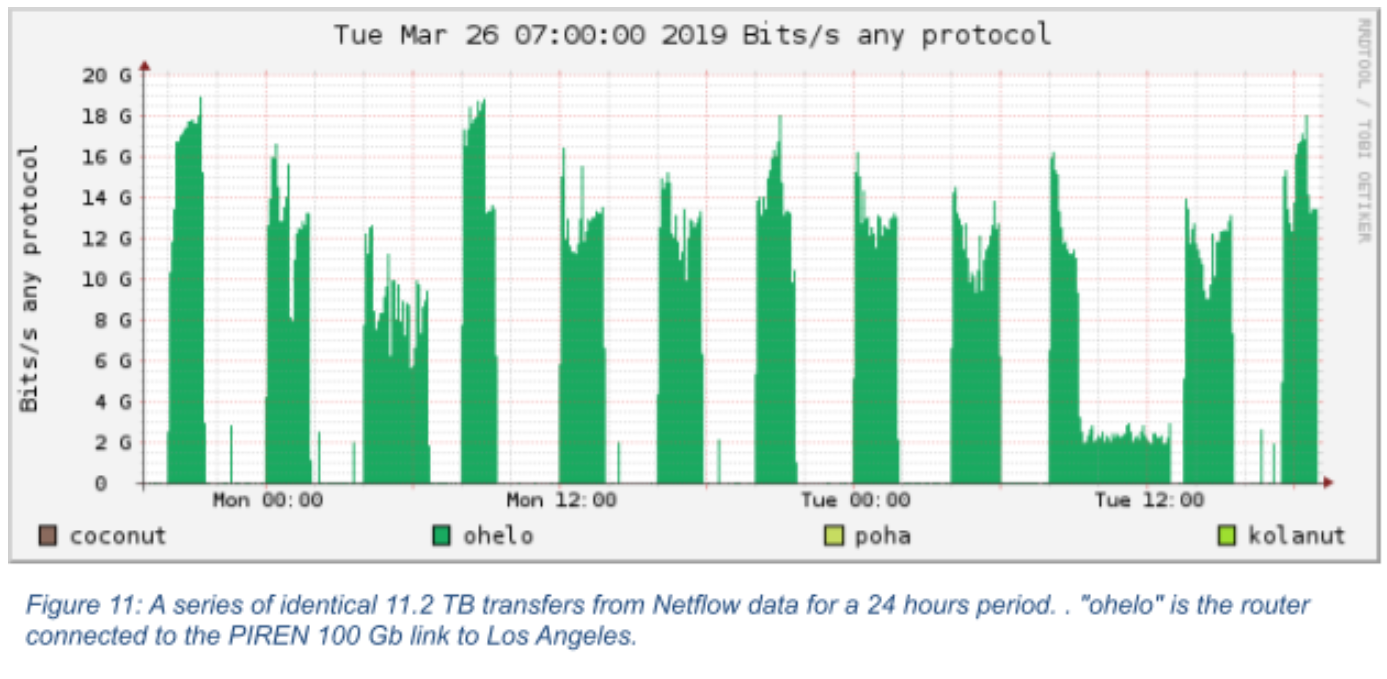 Tue Mar 26 07:00:00 2019 Bits/s any protocol
RRDTOOL / TOBI OETIKER
Bits/s any protocol
20 G
18 G
16 G
14 G
12 G
10 G
8 G
6 G
4 G
2 G
0
Mon 00:00 Mon 12:00 Tue 00:00 Tue 12:00
coconut ohelo poha kolanut
Figure 11: A series of identical 11.2 TB transfers from Netflow data for a 24 hours period. . "ohelo" is the router
connected to the PIREN 100 Gb link to Los Angeles.